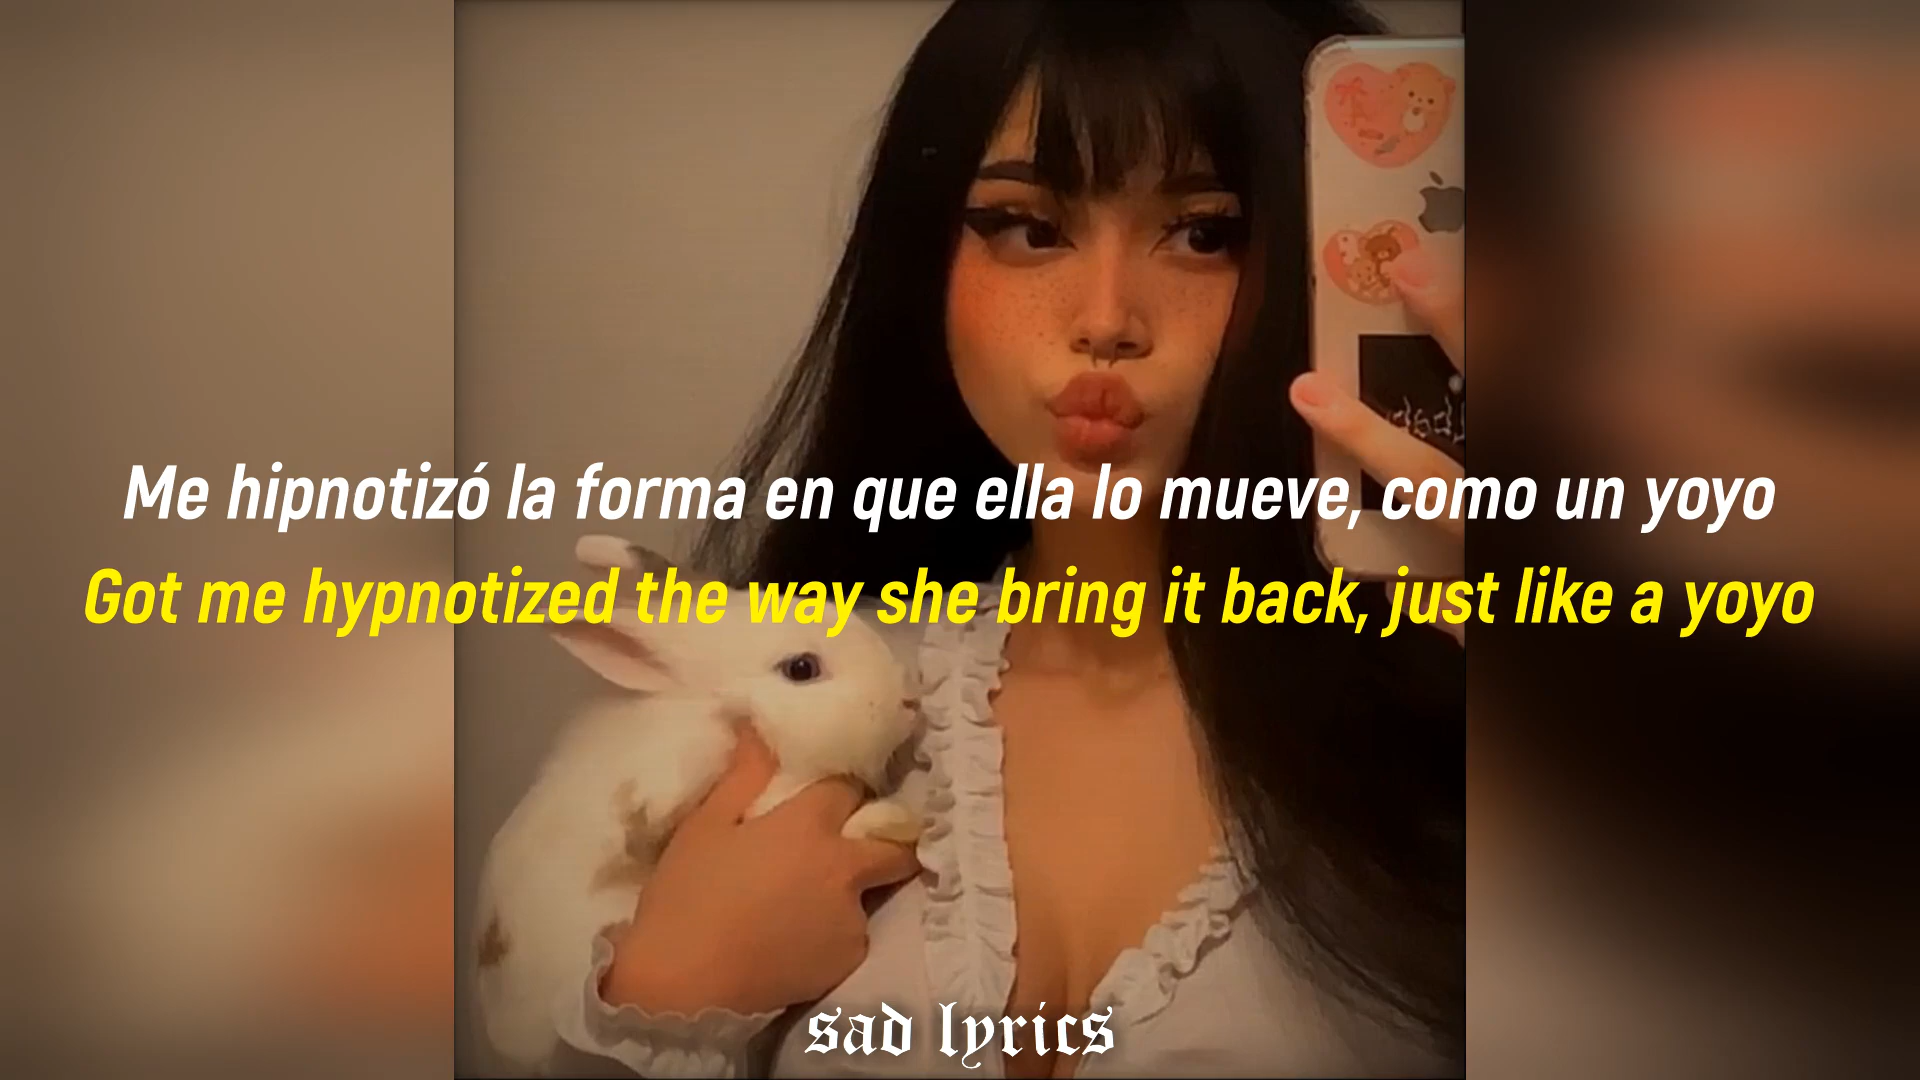 Me hipnotizó la forma en que ella lo mueve, como un yoyo
Got me hypnotized the way she bring it back, just like a yoyo
sad lyrics